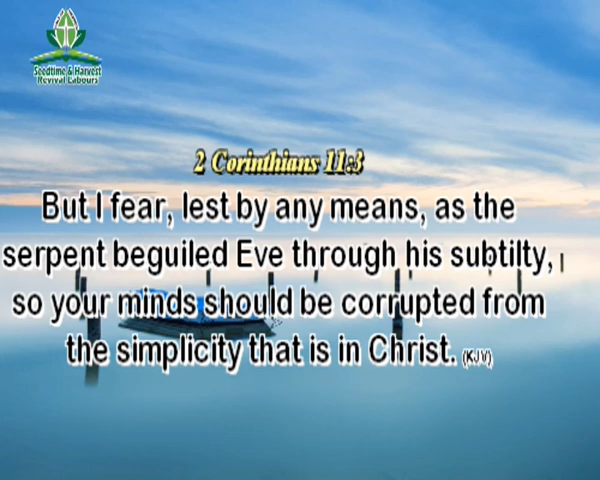 Seedtime & Harvest
Revival Labours
2 Corinthians 11:3
But I fear, lest by any means, as the
serpent beguiled Eve through his subtilty,
so your minds should be corrupted from
the simplicity that is in Christ. (KJV)